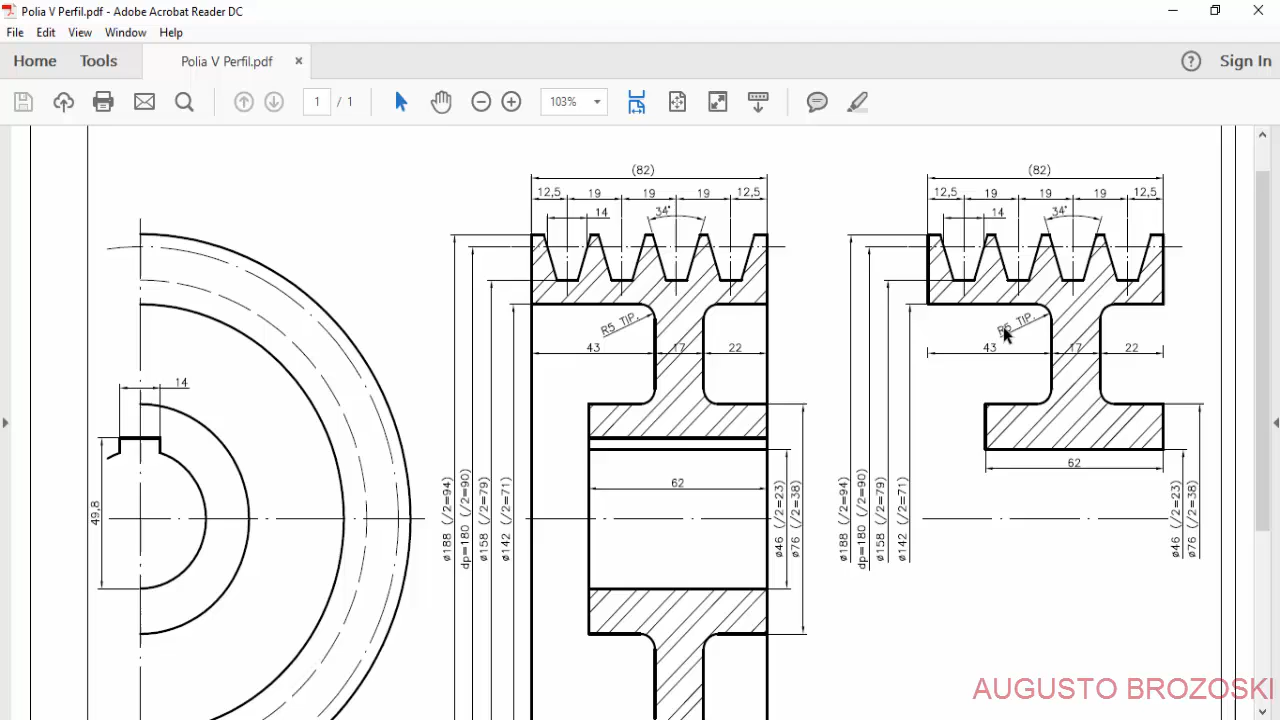 Polia V Perfil.pdf - Adobe Acrobat Reader DC
File Edit View Window Help
Home Tools Polia V Perfil.pdf × ? Sign In
1 / 1 103%
(82) (82)
12,5 19 19 19 12,5 12,5 19 19 19 12,5
14 34° 14 34°
R5 TIP. R5 TIP.
43 17 22 43 17 22
14
62
62
49,8
ø188 (/2=94)
dp=180 (/2=90)
ø158 (/2=79)
ø142 (/2=71)
ø46 (/2=23)
ø76 (/2=38)
ø188 (/2=94)
dp=180 (/2=90)
ø158 (/2=79)
ø142 (/2=71)
ø46 (/2=23)
ø76 (/2=38)
AUGUSTO BROZOSKI